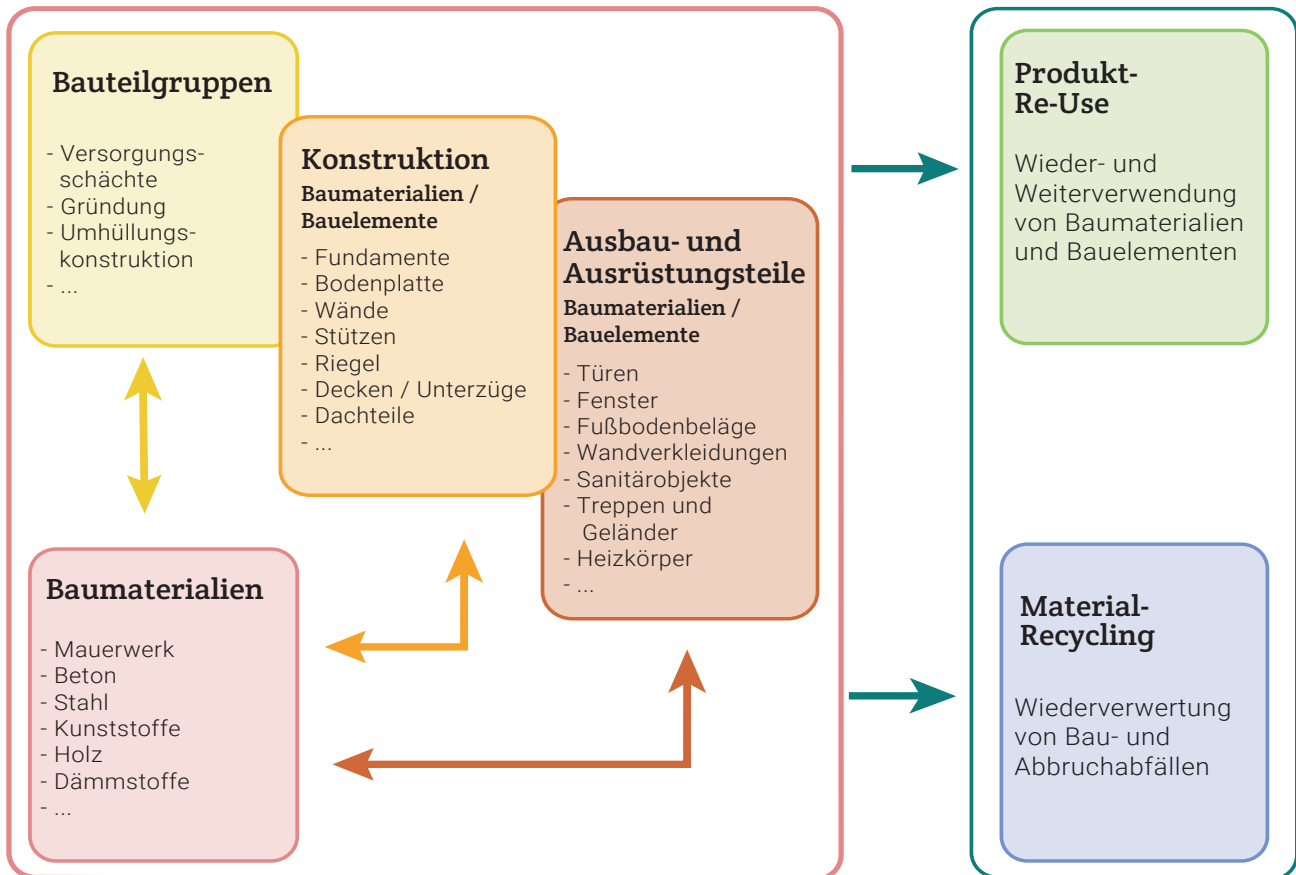 Bauteilgruppen
- Versorgungs-
schächte
- Gründung
- Umhüllungs-
konstruktion
- ...
Konstruktion
Baumaterialien /
Bauelemente
- Fundamente
- Bodenplatte
- Wände
- Stützen
- Riegel
- Decken / Unterzüge
- Dachteile
- ...
Ausbau- und
Ausrüstungsteile
Baumaterialien /
Bauelemente
- Türen
- Fenster
- Fußbodenbeläge
- Wandverkleidungen
- Sanitärobjekte
- Treppen und
Geländer
- Heizkörper
- ...
Baumaterialien
- Mauerwerk
- Beton
- Stahl
- Kunststoffe
- Holz
- Dämmstoffe
- ...
Produkt-
Re-Use
Wieder- und
Weiterverwendung
von Baumaterialien
und Bauelementen
Material-
Recycling
Wiederverwertung
von Bau- und
Abbruchabfällen